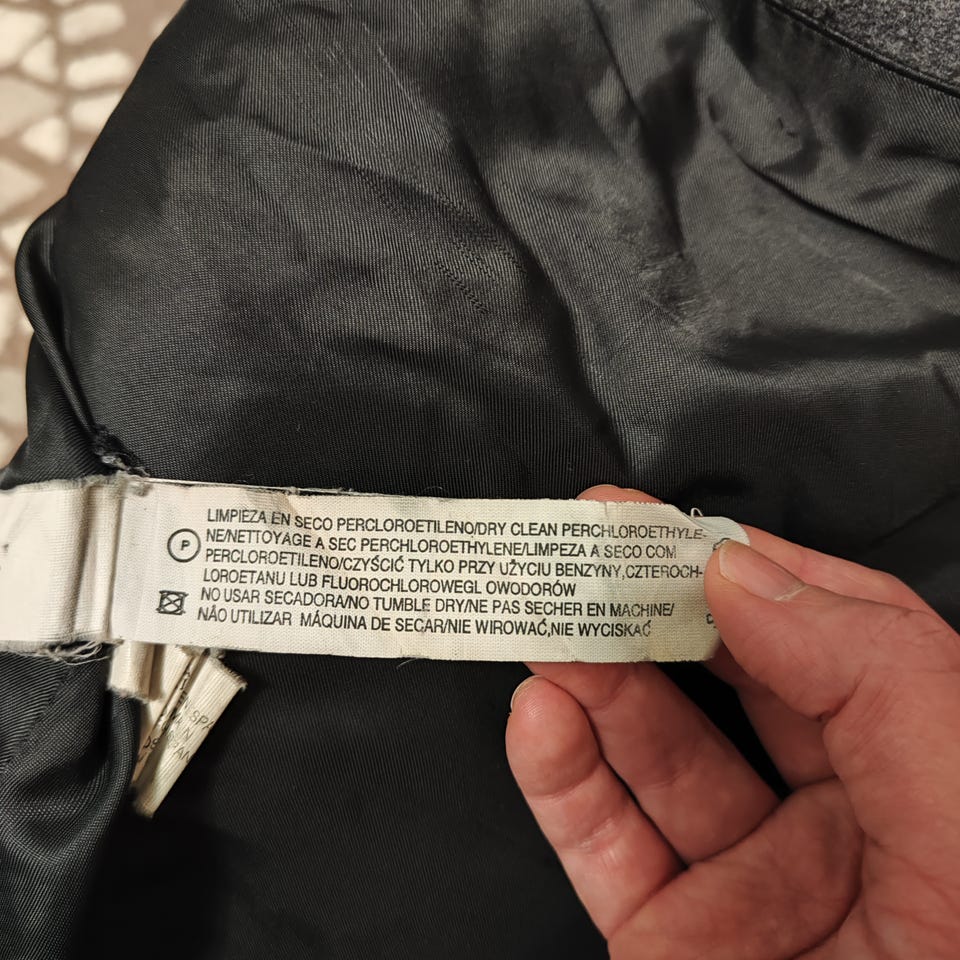 LIMPIEZA EN SECO PERCLOROETILENO/DRY CLEAN PERCHLOROETHYLE-
P
NE/NETTOYAGE A SEC PERCHLOROETHYLENE/LIMPEZA A SECO COM
PERCLOROETILENO/CZYŚCIĆ TYLKO PRZY UŻYCIU BENZYNY,CZTEROCH-
LOROETANU LUB FLUOROCHLOROWEGL OWODORÓW
NO USAR SECADORA/NO TUMBLE DRY/NE PAS SECHER EN MACHINE/
NÃO UTILIZAR MÁQUINA DE SECAR/NIE WIROWAĆ,NIE WYCISKAĆ